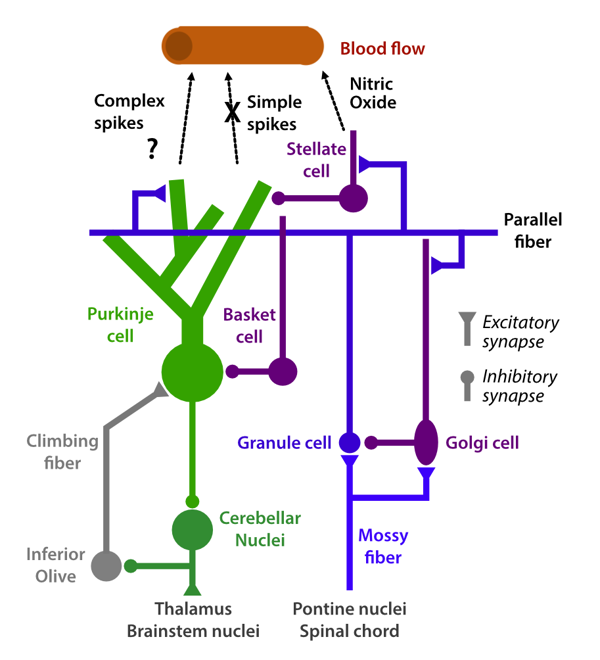 Blood flow
Complex
spikes
?
X
Simple
spikes
Nitric
Oxide
Stellate
cell
Parallel
fiber
Purkinje
cell
Basket
cell
Excitatory
synapse
Inhibitory
synapse
Climbing
fiber
Granule cell
Golgi cell
Cerebellar
Nuclei
Mossy
fiber
Inferior
Olive
Thalamus
Brainstem nuclei
Pontine nuclei
Spinal chord